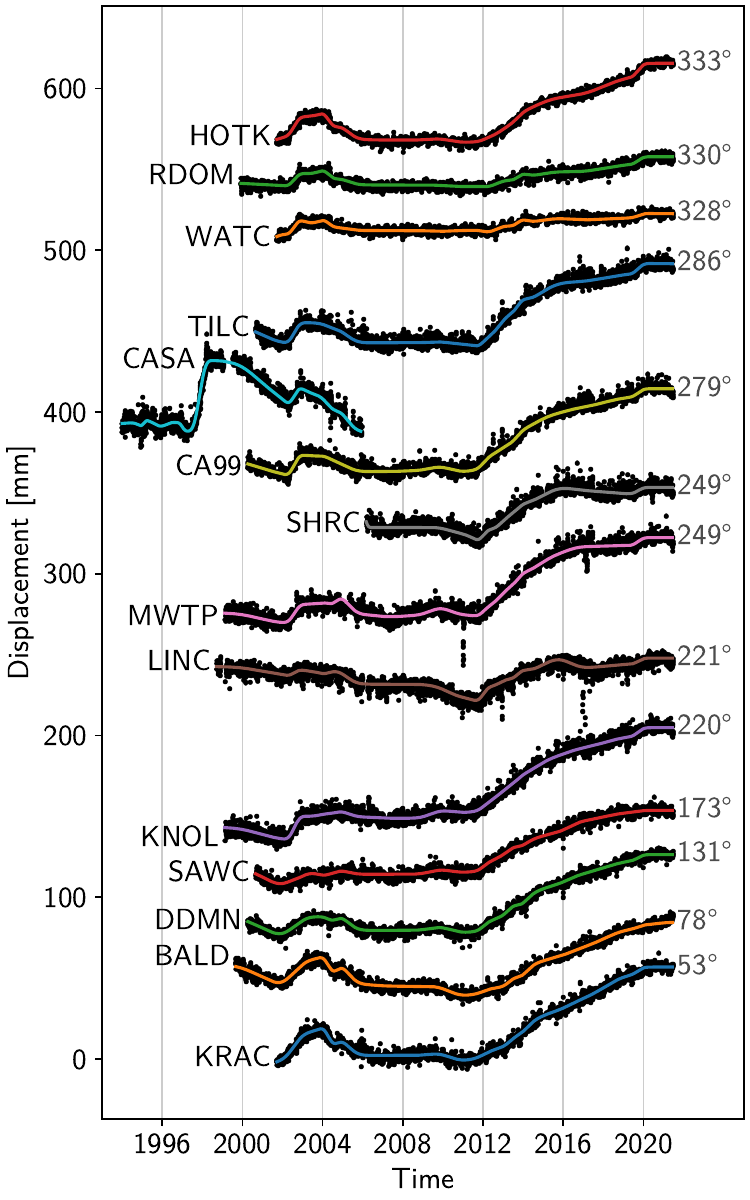 600
HOTK
333°
RDOM
330°
WATC
328°
500
TILC
286°
CASA
400
CA99
279°
SHRC
249°
Displacement [mm]
300
MWTP
249°
LINC
221°
200
KNOL
220°
SAWC
173°
100
DDMN
131°
BALD
78°
KRAC
53°
0
1996 2000 2004 2008 2012 2016 2020
Time